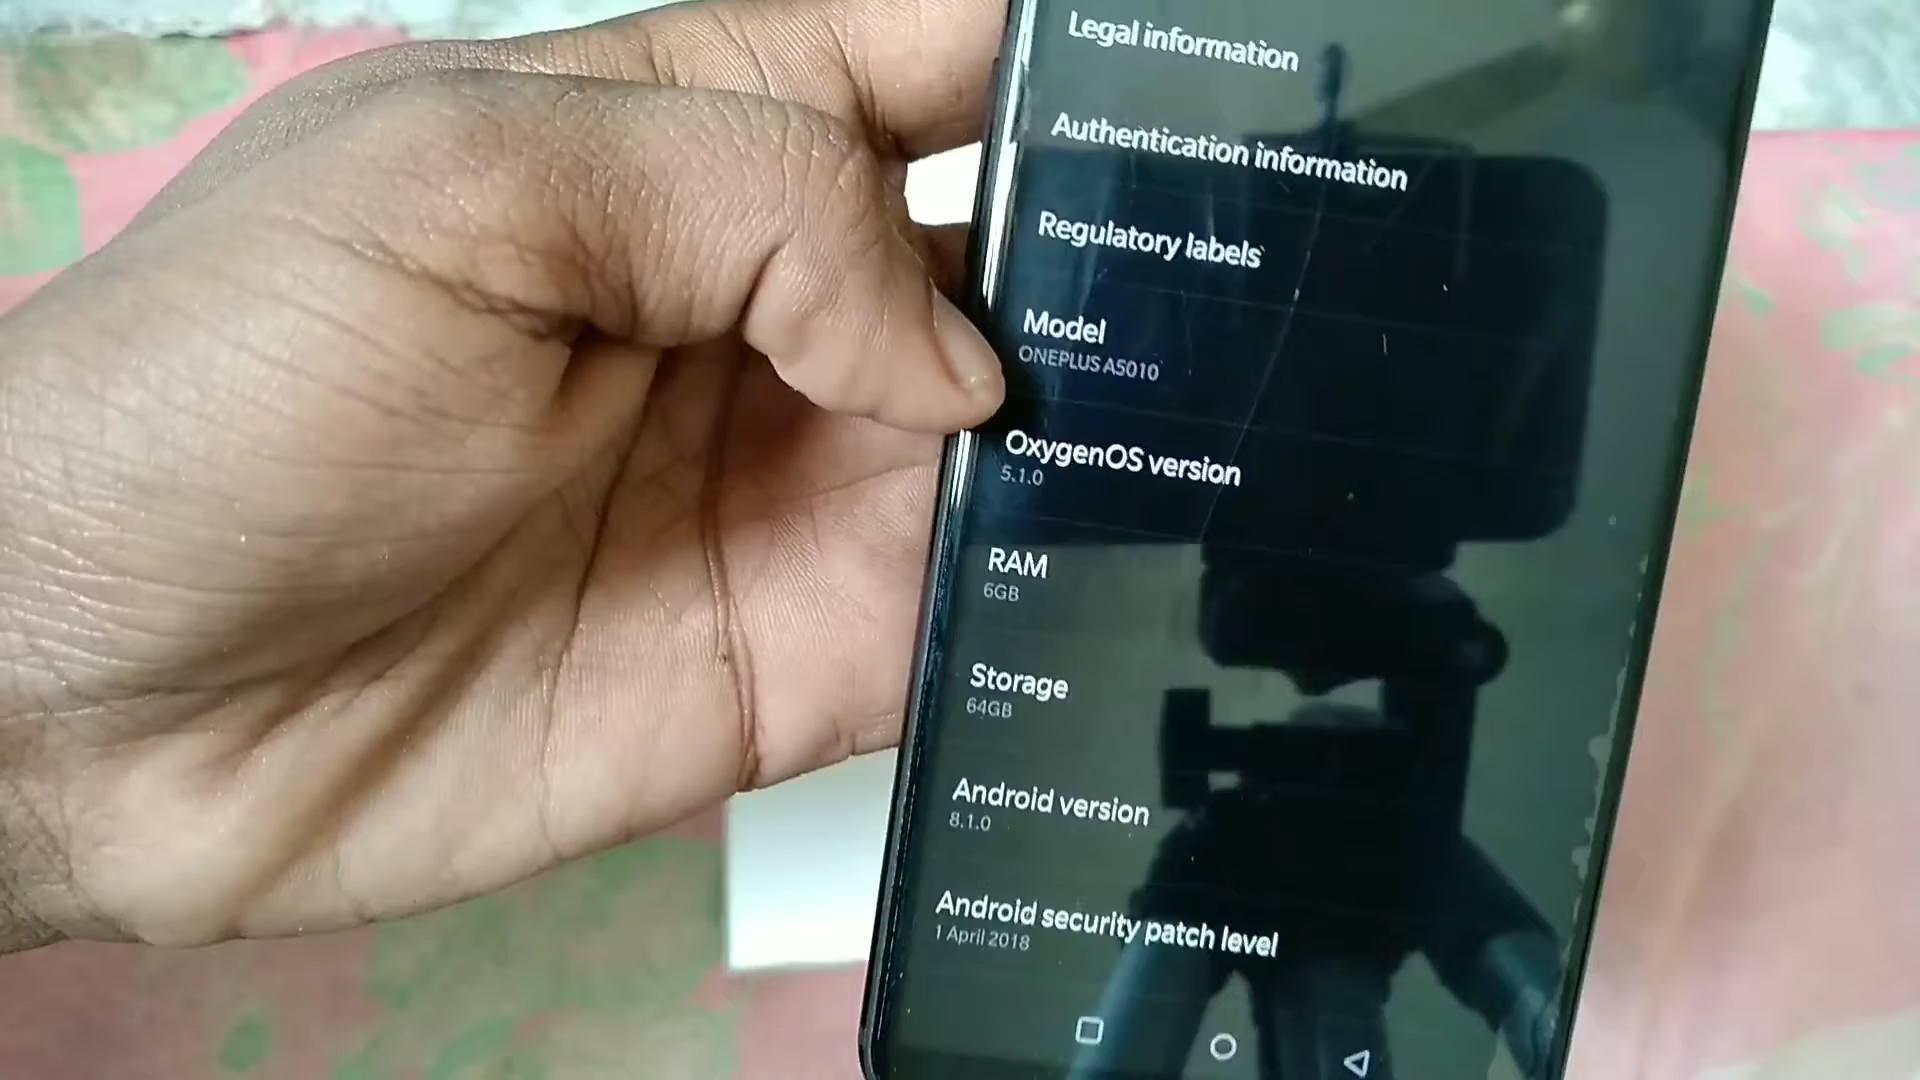 Legal information
Authentication information
Regulatory labels
Model
ONEPLUS A5010
OxygenOS version
5.1.0
RAM
6GB
Storage
64GB
Android version
8.1.0
Android security patch level
1 April 2018